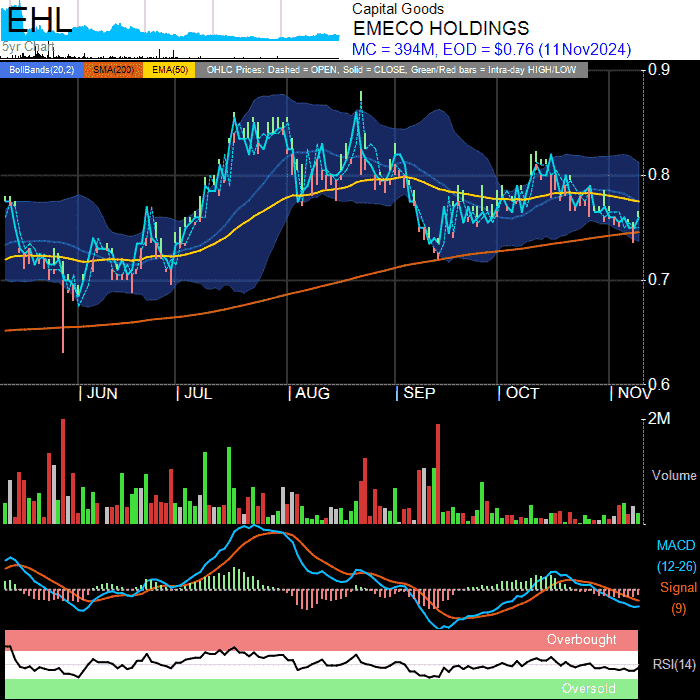 EHL
5yr Chart
Capital Goods
EMECO HOLDINGS
MC = 394M, EOD = $0.76 (11Nov2024)
BollBands(20,2) SMA(200) EMA(50) OHLC Prices: Dashed = OPEN, Solid = CLOSE, Green/Red bars = Intra-day HIGH/LOW
0.9
0.8
0.7
0.6
| JUN | JUL | AUG | SEP | OCT | NOV
2M
Volume
MACD
(12-26)
Signal
(9)
Overbought
RSI(14)
Oversold